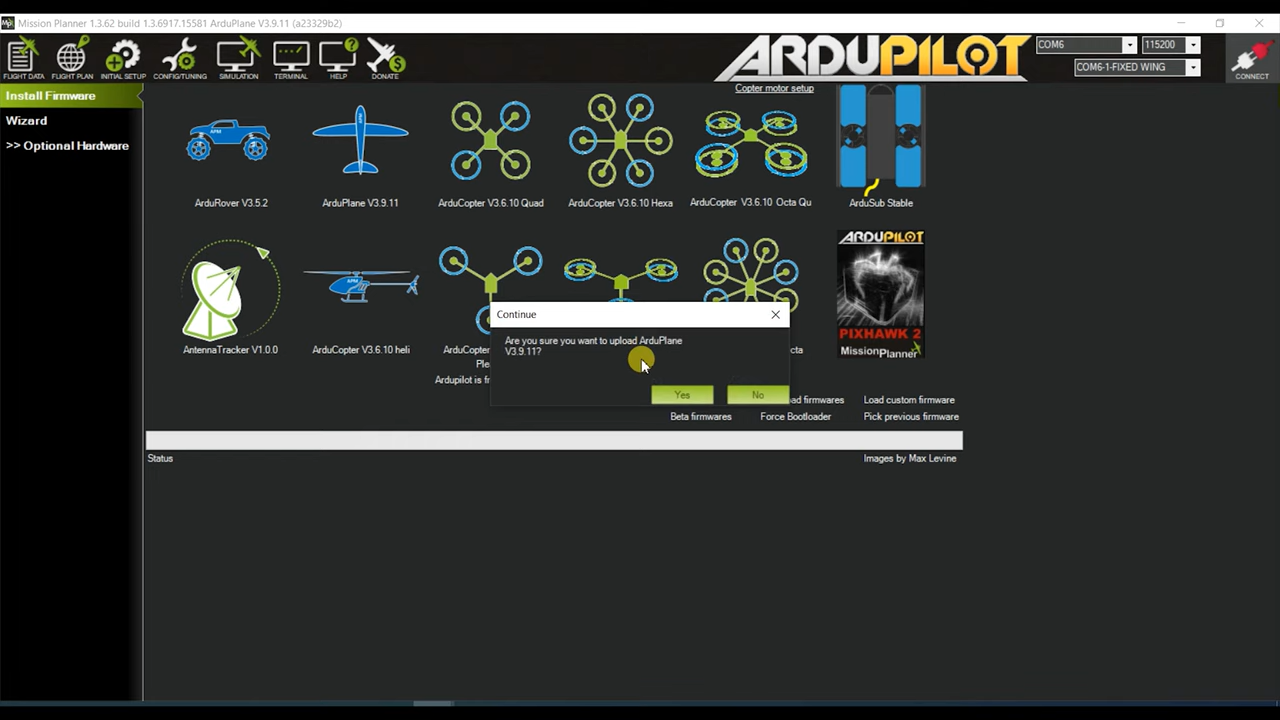 Mission Planner 1.3.62 build 1.3.6917.15581 ArduPlane V3.9.11 (a23329b2)
FLIGHT DATA
FLIGHT PLAN
INITIAL SETUP
CONFIG/TUNING
SIMULATION
TERMINAL
HELP
DONATE
ARDUPILOT
COM6
115200
COM6-1-FIXED WING
CONNECT
Install Firmware
Wizard
>> Optional Hardware
Copter motor setup
APM
ArduRover V3.5.2
ArduPlane V3.9.11
ArduCopter V3.6.10 Quad
ArduCopter V3.6.10 Hexa
ArduCopter V3.6.10 Octa Qu
ArduSub Stable
AntennaTracker V1.0.0
APM
ArduCopter V3.6.10 heli
ArduCopter
Plea
Ardupilot is fr
cta
ARDUPILOT
PIXHAWK 2
MissionPlanner
Continue
Are you sure you want to upload ArduPlane
V3.9.11?
Yes
No
ad firmwares
Load custom firmware
Beta firmwares
Force Bootloader
Pick previous firmware
Status
Images by Max Levine